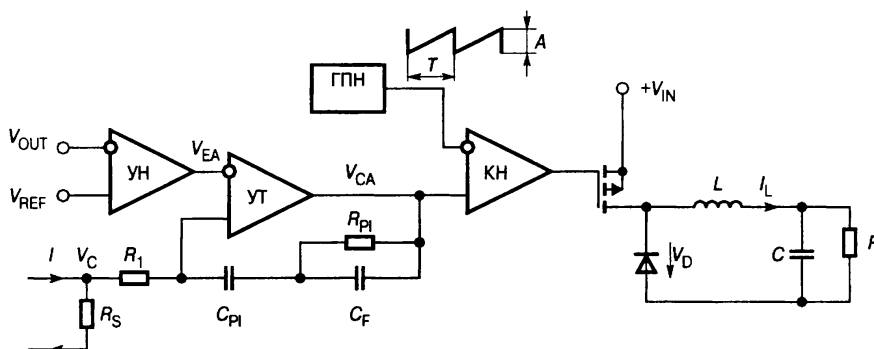 A
T
ГПН
+V_IN
V_OUT
V_EA
УН
V_REF
УТ
V_CA
КН
L
I_L
R_PI
I
V_C
R_1
V_D
C
R_S
C_PI
C_F